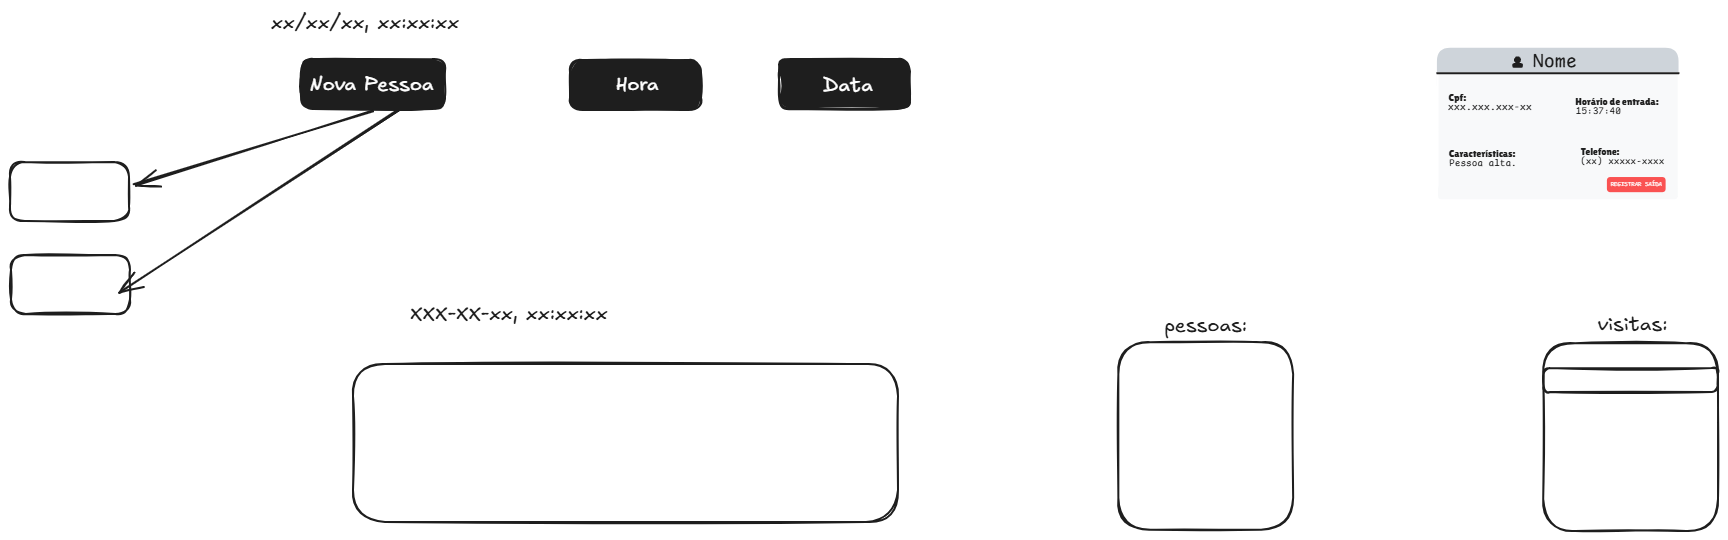 xx/xx/xx, xx:xx:xx
Nova Pessoa
Hora
Data
Nome
Cpf:
xxx.xxx.xxx-xx
Horário de entrada:
15:37:40
Características:
Pessoa alta.
Telefone:
(xx) xxxxx-xxxx
REGISTRAR SAÍDA
XXX-XX-xx, xx:xx:xx
pessoas:
visitas: